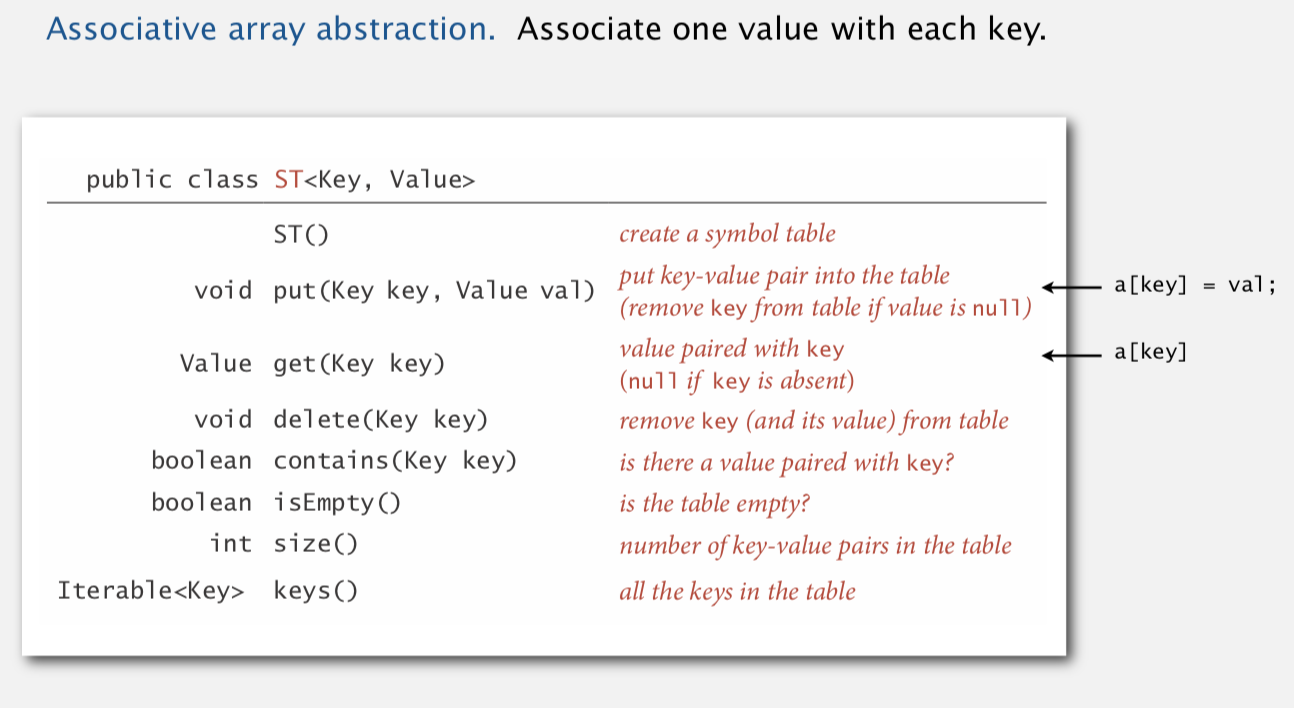 Associative array abstraction. Associate one value with each key.
public class ST<Key, Value>
ST() create a symbol table
void put(Key key, Value val) put key-value pair into the table
(remove key from table if value is null)
a[key] = val;
Value get(Key key) value paired with key
(null if key is absent)
a[key]
void delete(Key key) remove key (and its value) from table
boolean contains(Key key) is there a value paired with key?
boolean isEmpty() is the table empty?
int size() number of key-value pairs in the table
Iterable<Key> keys() all the keys in the table